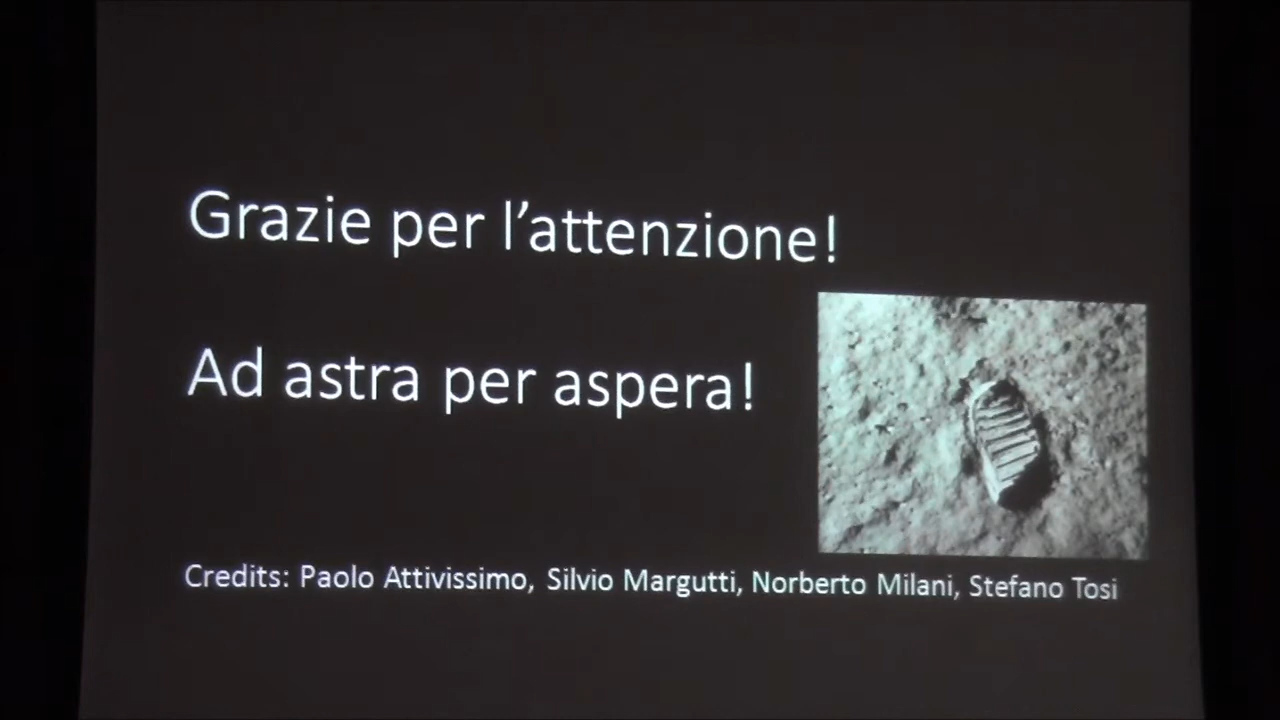 Grazie per l'attenzione!
Ad astra per aspera!
Credits: Paolo Attivissimo, Silvio Margutti, Norberto Milani, Stefano Tosi